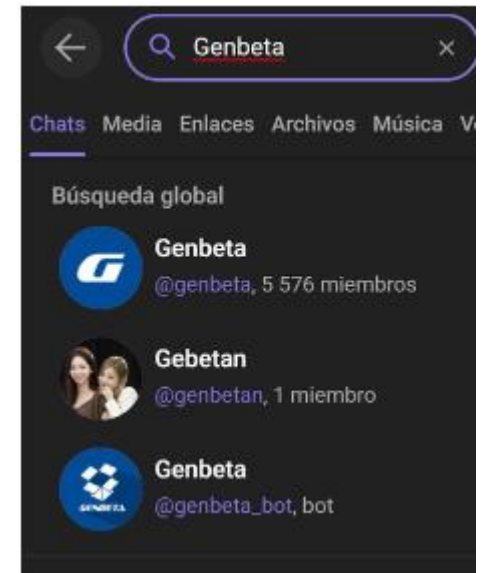 Genbeta
Chats Media Enlaces Archivos Música
Búsqueda global
Genbeta
@genbeta, 5 576 miembros
Gebetan
@genbetan, 1 miembro
Genbeta
@genbeta_bot, bot
GENBETA